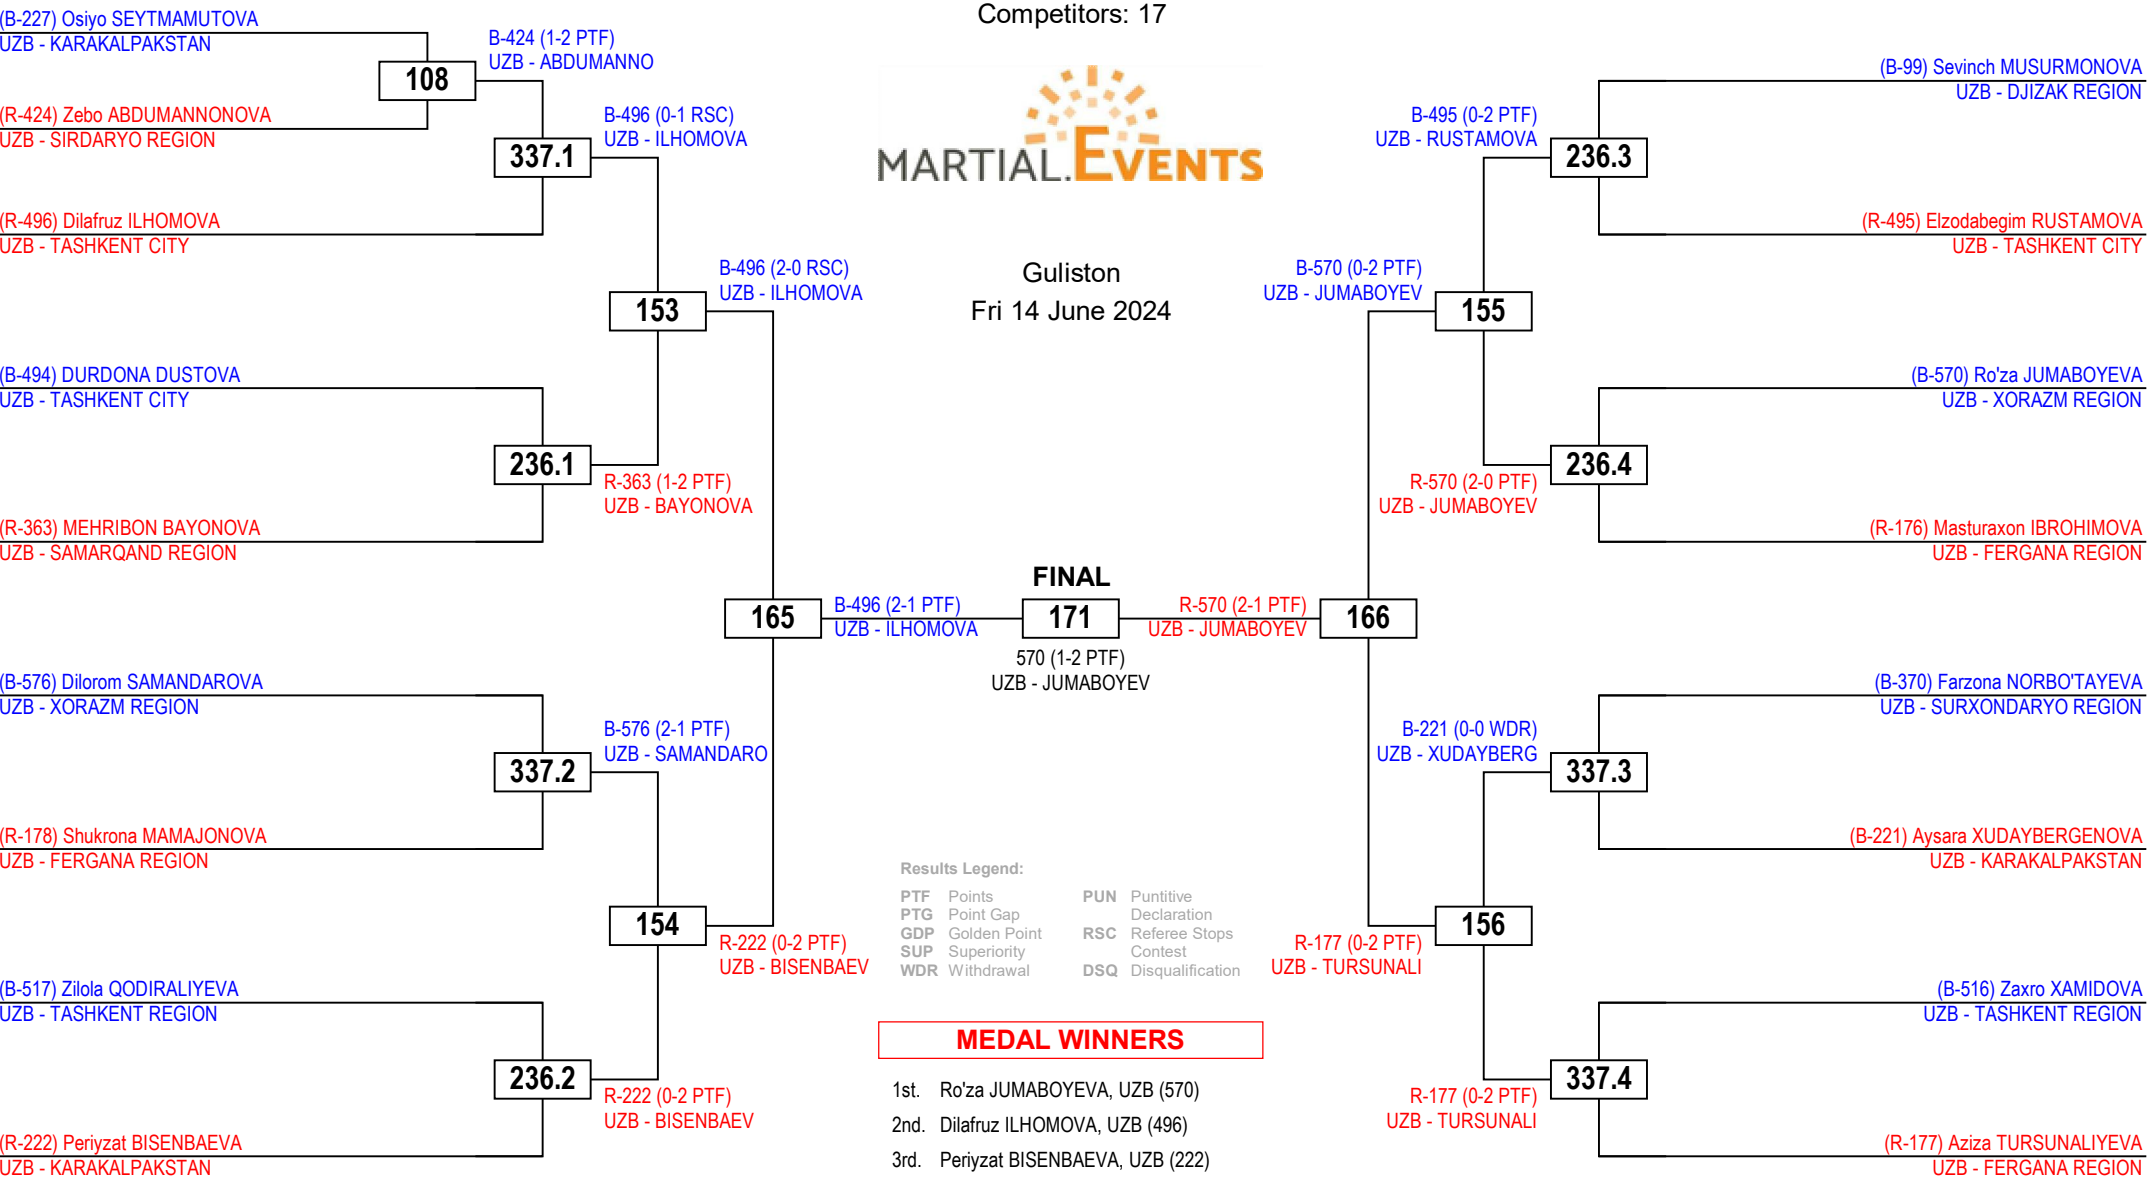 Competitors: 17
MARTIAL.EVENTS
Guliston
Fri 14 June 2024
(B-227) Osiyo SEYTMAMUTOVA
UZB - KARAKALPAKSTAN
108
(R-424) Zebo ABDUMANNONOVA
UZB - SIRDARYO REGION
B-424 (1-2 PTF)
UZB - ABDUMANNO
337.1
(R-496) Dilafruz ILHOMOVA
UZB - TASHKENT CITY
B-496 (0-1 RSC)
UZB - ILHOMOVA
153
B-496 (2-0 RSC)
UZB - ILHOMOVA
(B-494) DURDONA DUSTOVA
UZB - TASHKENT CITY
236.1
(R-363) MEHRIBON BAYONOVA
UZB - SAMARQAND REGION
R-363 (1-2 PTF)
UZB - BAYONOVA
165
B-496 (2-1 PTF)
UZB - ILHOMOVA
(B-576) Dilorom SAMANDAROVA
UZB - XORAZM REGION
337.2
(R-178) Shukrona MAMAJONOVA
UZB - FERGANA REGION
B-576 (2-1 PTF)
UZB - SAMANDARO
154
R-222 (0-2 PTF)
UZB - BISENBAEV
(B-517) Zilola QODIRALIYEVA
UZB - TASHKENT REGION
236.2
(R-222) Periyzat BISENBAEVA
UZB - KARAKALPAKSTAN
R-222 (0-2 PTF)
UZB - BISENBAEV
FINAL
171
570 (1-2 PTF)
UZB - JUMABOYEV
(B-99) Sevinch MUSURMONOVA
UZB - DJIZAK REGION
236.3
(R-495) Elzodabegim RUSTAMOVA
UZB - TASHKENT CITY
B-495 (0-2 PTF)
UZB - RUSTAMOVA
155
B-570 (0-2 PTF)
UZB - JUMABOYEV
(B-570) Ro'za JUMABOYEVA
UZB - XORAZM REGION
236.4
(R-176) Masturaxon IBROHIMOVA
UZB - FERGANA REGION
R-570 (2-0 PTF)
UZB - JUMABOYEV
R-570 (2-1 PTF)
UZB - JUMABOYEV
166
(B-370) Farzona NORBO'TAYEVA
UZB - SURXONDARYO REGION
337.3
(B-221) Aysara XUDAYBERGENOVA
UZB - KARAKALPAKSTAN
B-221 (0-0 WDR)
UZB - XUDAYBERG
156
R-177 (0-2 PTF)
UZB - TURSUNALI
(B-516) Zaxro XAMIDOVA
UZB - TASHKENT REGION
337.4
(R-177) Aziza TURSUNALIYEVA
UZB - FERGANA REGION
R-177 (0-2 PTF)
UZB - TURSUNALI
Results Legend:
PTF Points
PTG Point Gap
GDP Golden Point
SUP Superiority
WDR Withdrawal
PUN Puntitive
Declaration
RSC Referee Stops
Contest
DSQ Disqualification
MEDAL WINNERS
1st. Ro'za JUMABOYEVA, UZB (570)
2nd. Dilafruz ILHOMOVA, UZB (496)
3rd. Periyzat BISENBAEVA, UZB (222)